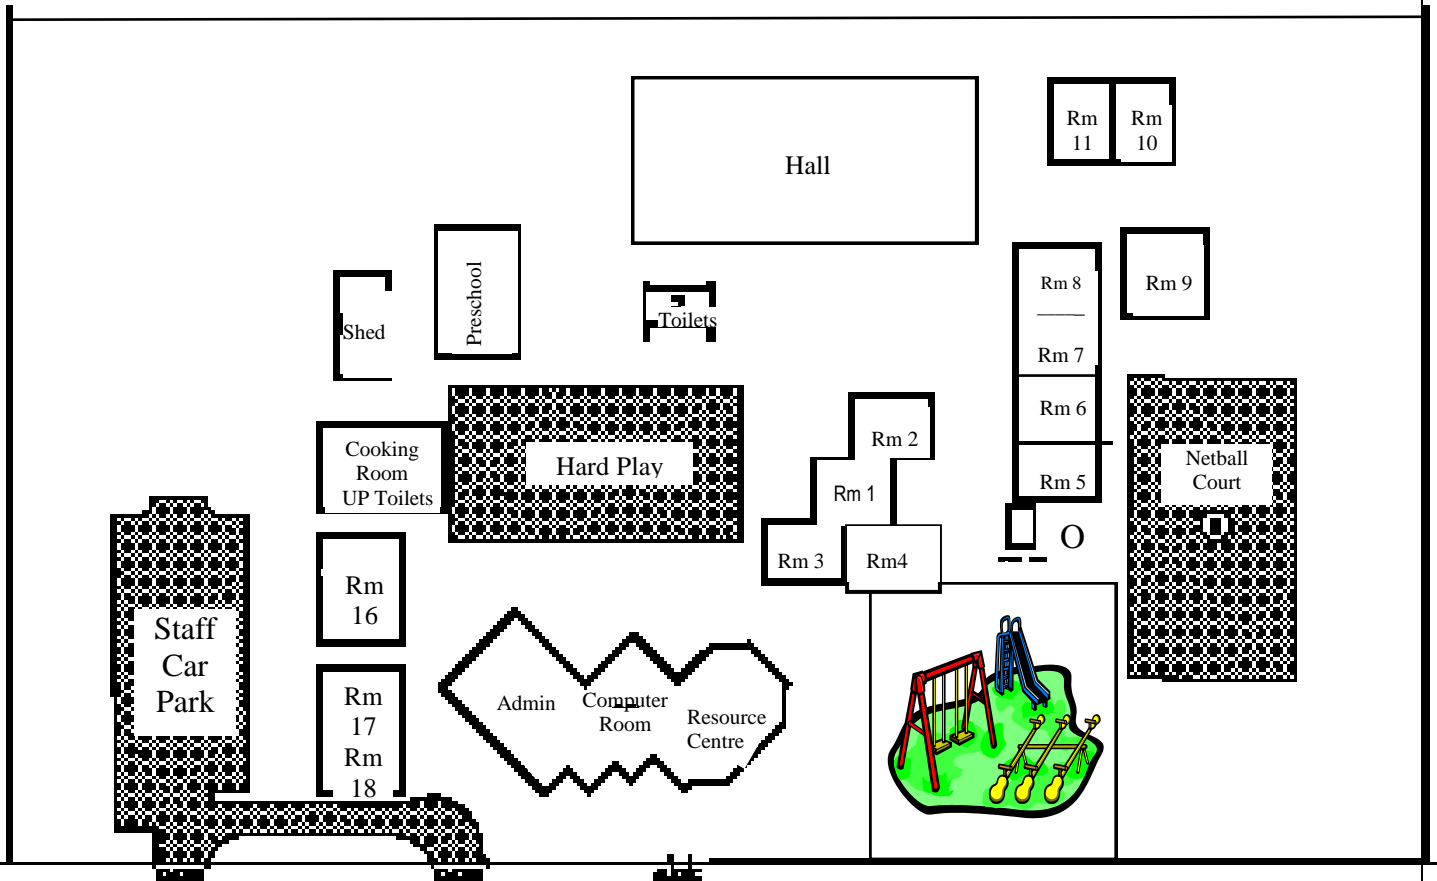 Rm
11
Rm
10
Hall
Rm 8
Rm 9
Preschool
Shed
Toilets
Rm 7
Rm 6
Rm 5
Rm 2
Rm 1
Rm 3
Rm4
O
Cooking
Room
UP Toilets
Hard Play
Netball
Court
Rm
16
Staff
Car
Park
Rm
17
Rm
18
Admin
Computer
Room
Resource
Centre